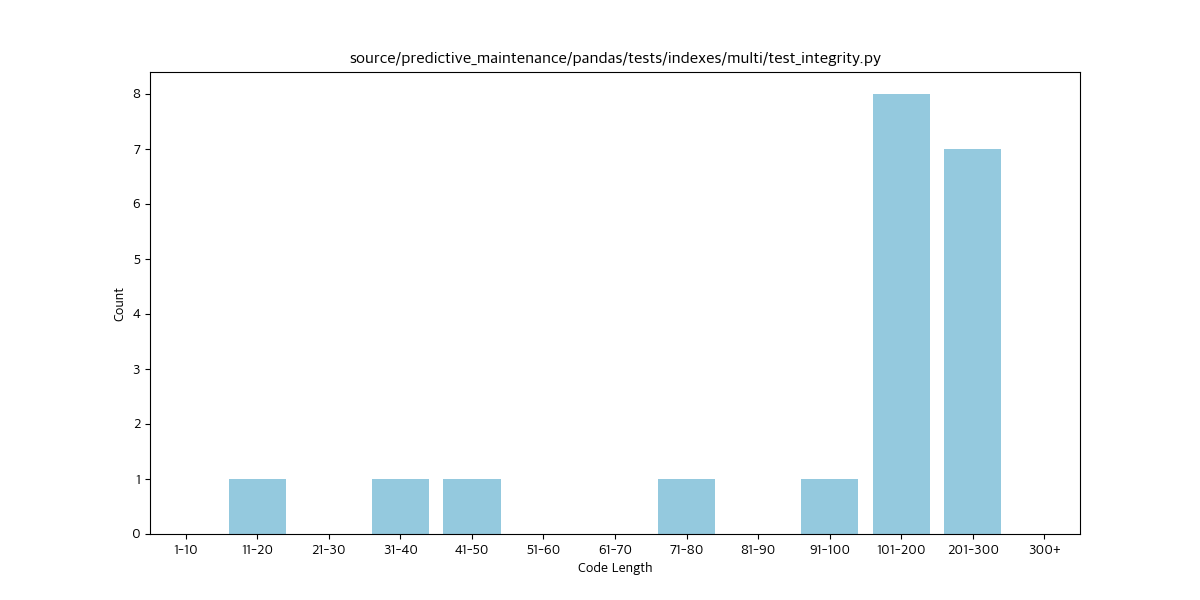 source/predictive_maintenance/pandas/tests/indexes/multi/test_integrity.py
8
7
6
5
4
3
2
1
0
Count
1-10 11-20 21-30 31-40 41-50 51-60 61-70 71-80 81-90 91-100 101-200 201-300 300+
Code Length